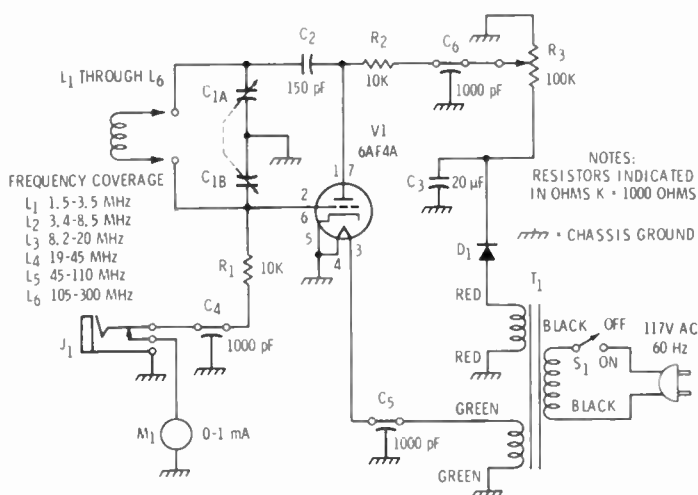 C2
150 pF
R2
10K
C6
1000 pF
R3
100K
L1 THROUGH L6
C1A
C1B
V1
6AF4A
1 7
2
6
5
4
3
FREQUENCY COVERAGE
L1 1.5-3.5 MHz
L2 3.4-8.5 MHz
L3 8.2-20 MHz
L4 19-45 MHz
L5 45-110 MHz
L6 105-300 MHz
C3
20 µF
NOTES:
RESISTORS INDICATED
IN OHMS K = 1000 OHMS
= CHASSIS GROUND
R1
10K
D1
RED
RED
T1
BLACK
OFF
S1
ON
BLACK
117V AC
60 Hz
C4
1000 pF
J1
M1
0-1 mA
C5
1000 pF
GREEN
GREEN